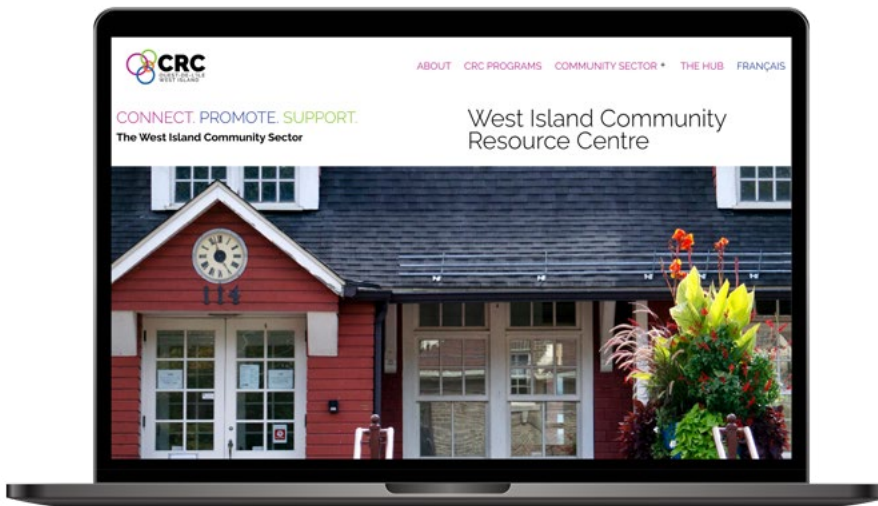 CRC
OUEST-DE-L'ÎLE
WEST ISLAND
ABOUT CRC PROGRAMS COMMUNITY SECTOR + THE HUB FRANÇAIS
CONNECT. PROMOTE. SUPPORT.
The West Island Community Sector
West Island Community
Resource Centre
114